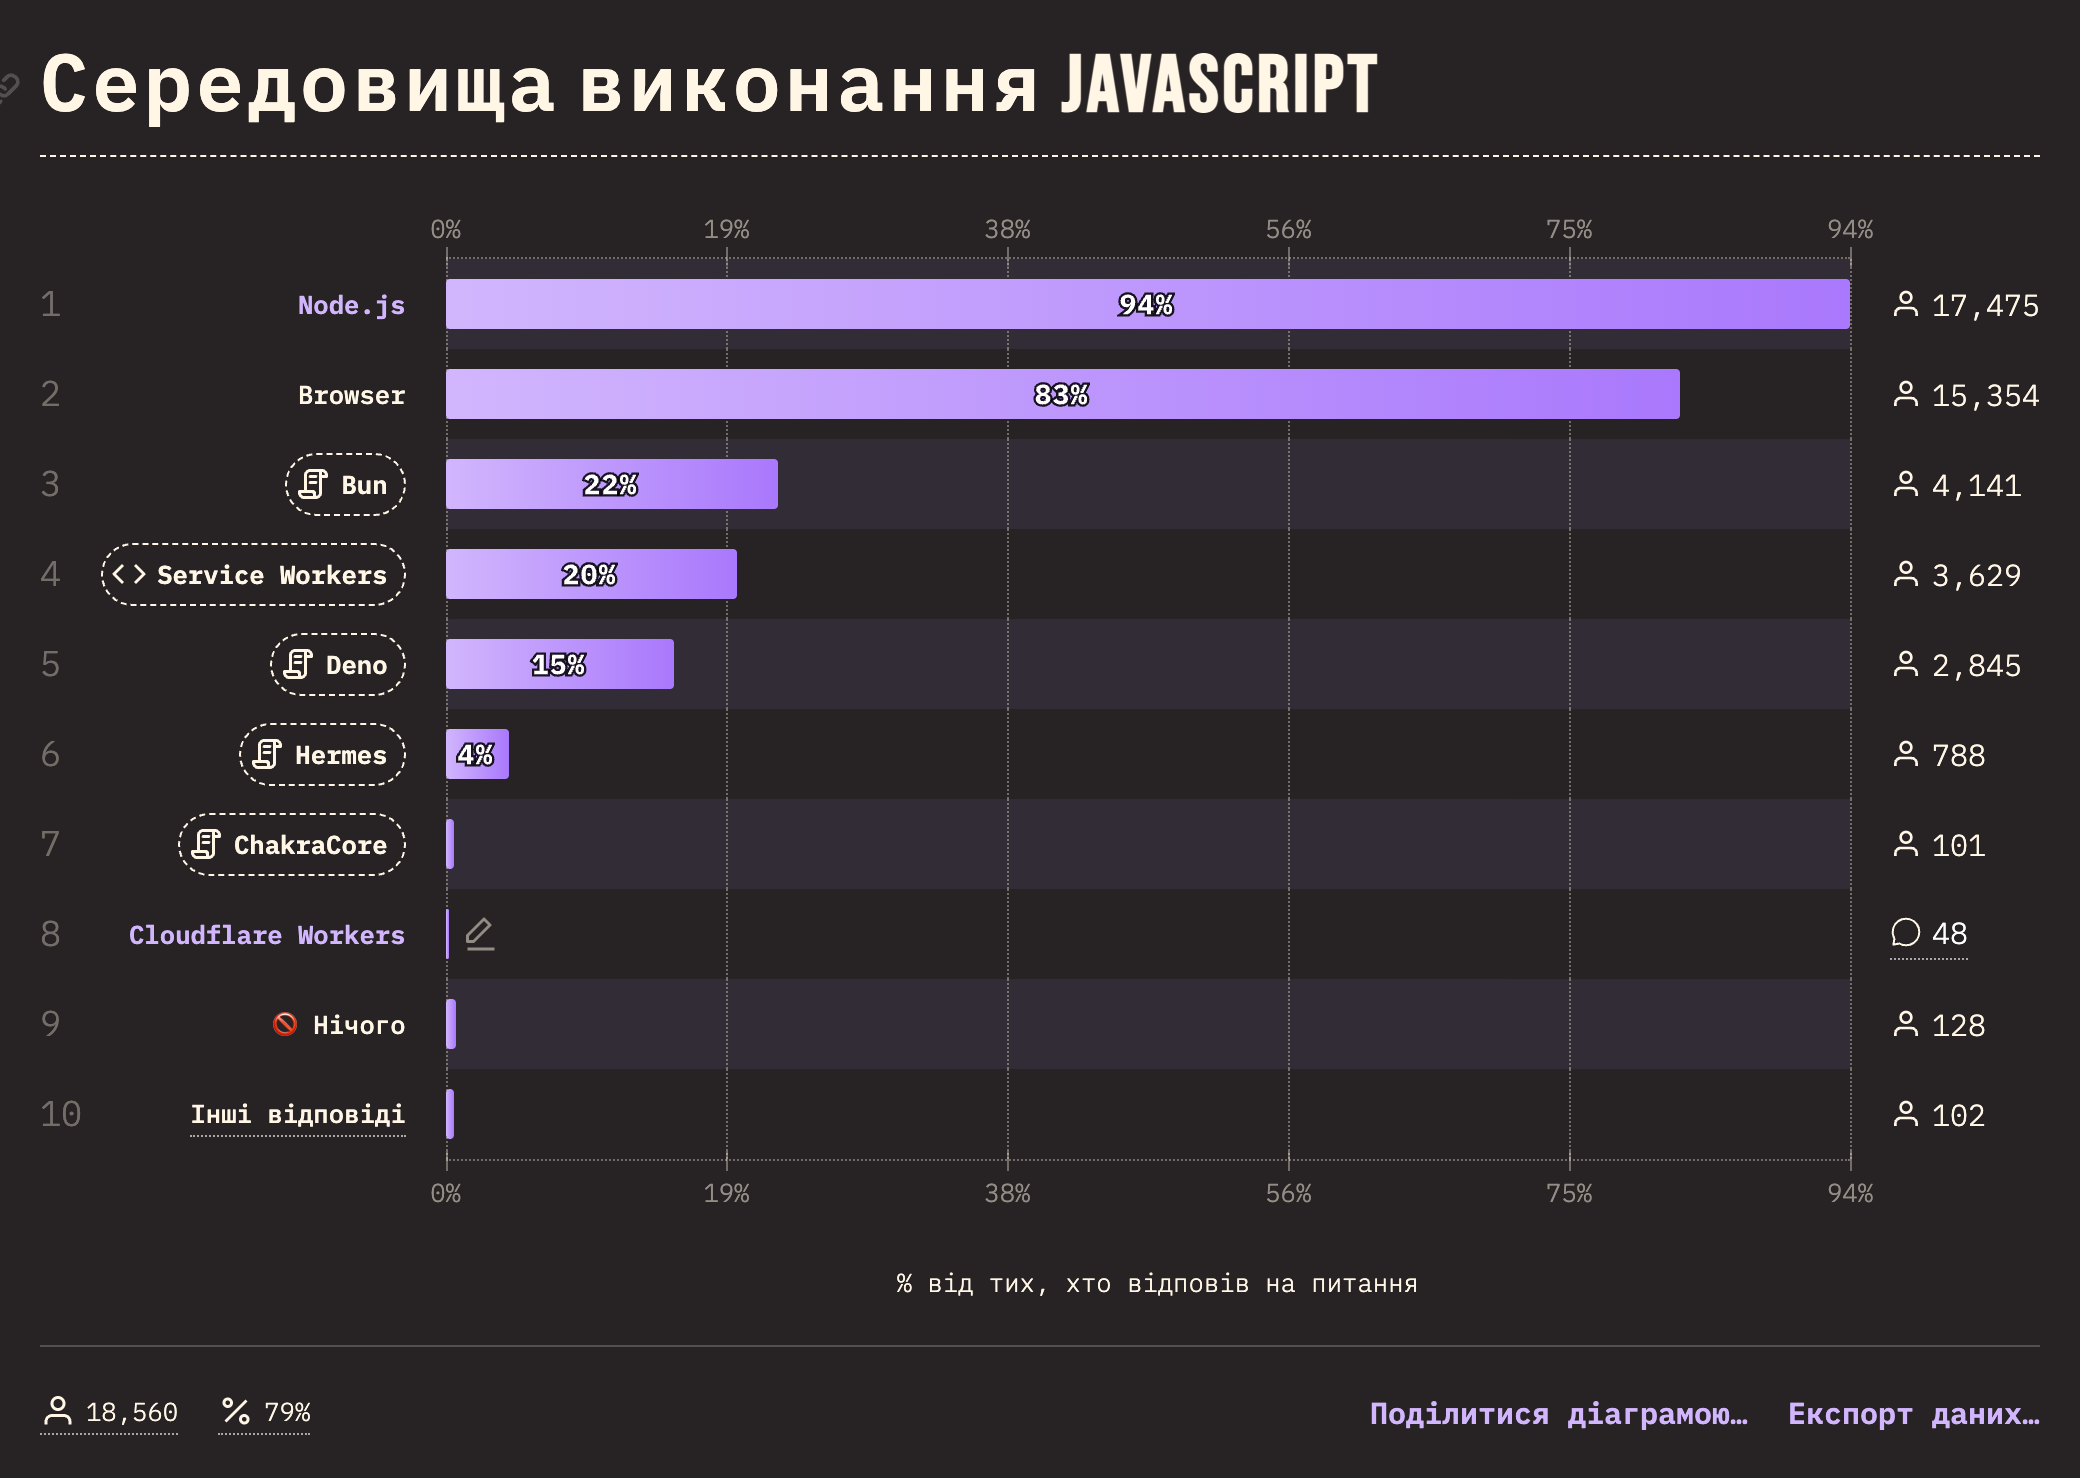 Середовища виконання JAVASCRIPT
0% 19% 38% 56% 75% 94%
1 Node.js 94% 17,475
2 Browser 83% 15,354
3 Bun 22% 4,141
4 Service Workers 20% 3,629
5 Deno 15% 2,845
6 Hermes 4% 788
7 ChakraCore 101
8 Cloudflare Workers 48
9 Нічого 128
10 Інші відповіді 102
0% 19% 38% 56% 75% 94%
% від тих, хто відповів на питання
18,560 79% Поділитися діаграмою… Експорт даних…